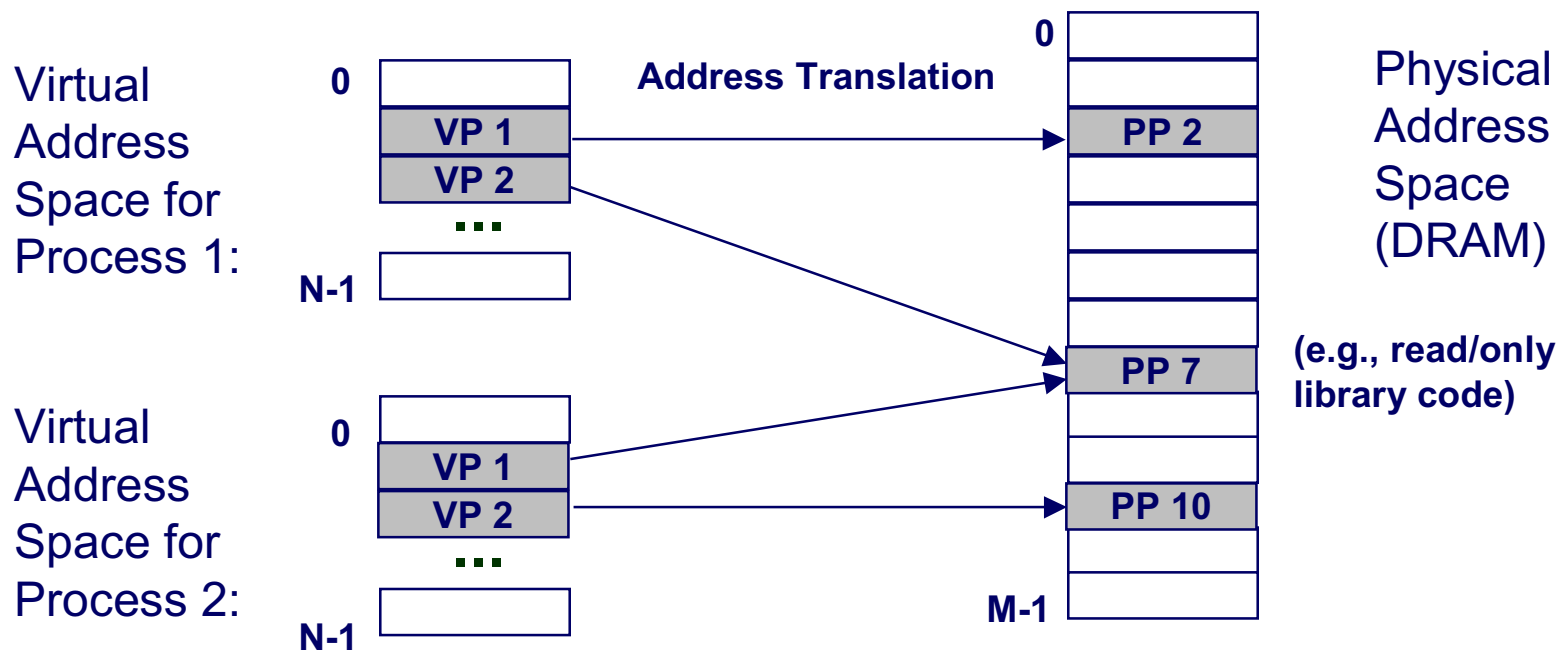 Virtual
Address
Space for
Process 1:
0
VP 1
VP 2
...
N-1
Address Translation
0
PP 2
PP 7
PP 10
M-1
Physical
Address
Space
(DRAM)
(e.g., read/only
library code)
Virtual
Address
Space for
Process 2:
0
VP 1
VP 2
...
N-1